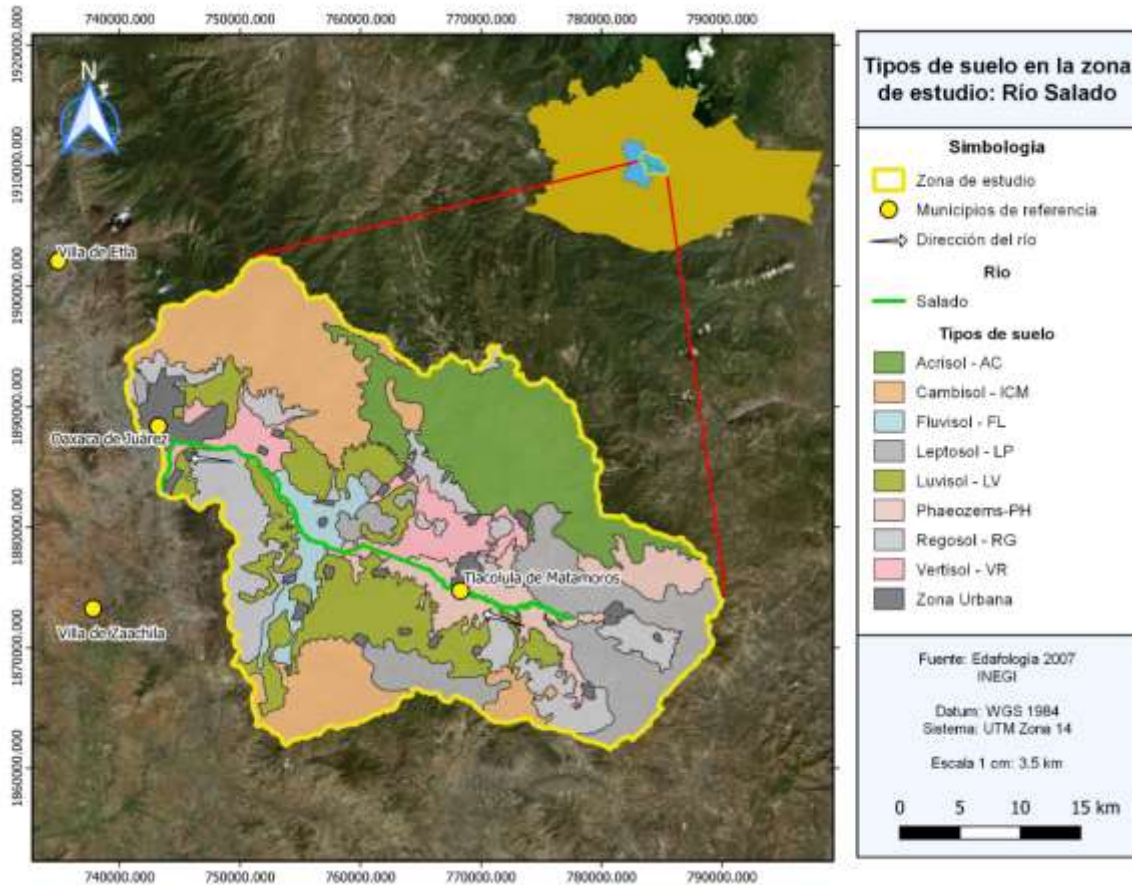 740000.000 750000.000 760000.000 770000.000 780000.000 790000.000
1920000.000
1910000.000
1900000.000
1890000.000
1880000.000
1870000.000
1860000.000
N
Villa de Etla
Oaxaca de Juárez
Tlacolula de Matamoros
Villa de Zaachila
740000.000 750000.000 760000.000 770000.000 780000.000 790000.000
Tipos de suelo en la zona
de estudio: Río Salado
Simbologia
Zona de estudio
Municipios de referencia
Dirección del río
Río
Salado
Tipos de suelo
Acrisol - AC
Cambisol - ICM
Fluvisol - FL
Leptosol - LP
Luvisol - LV
Phaeozems-PH
Regosol - RG
Vertisol - VR
Zona Urbana
Fuente: Edafologia 2007
INEGI
Datum: WGS 1984
Sistema: UTM Zona 14
Escala 1 cm: 3.5 km
0 5 10 15 km